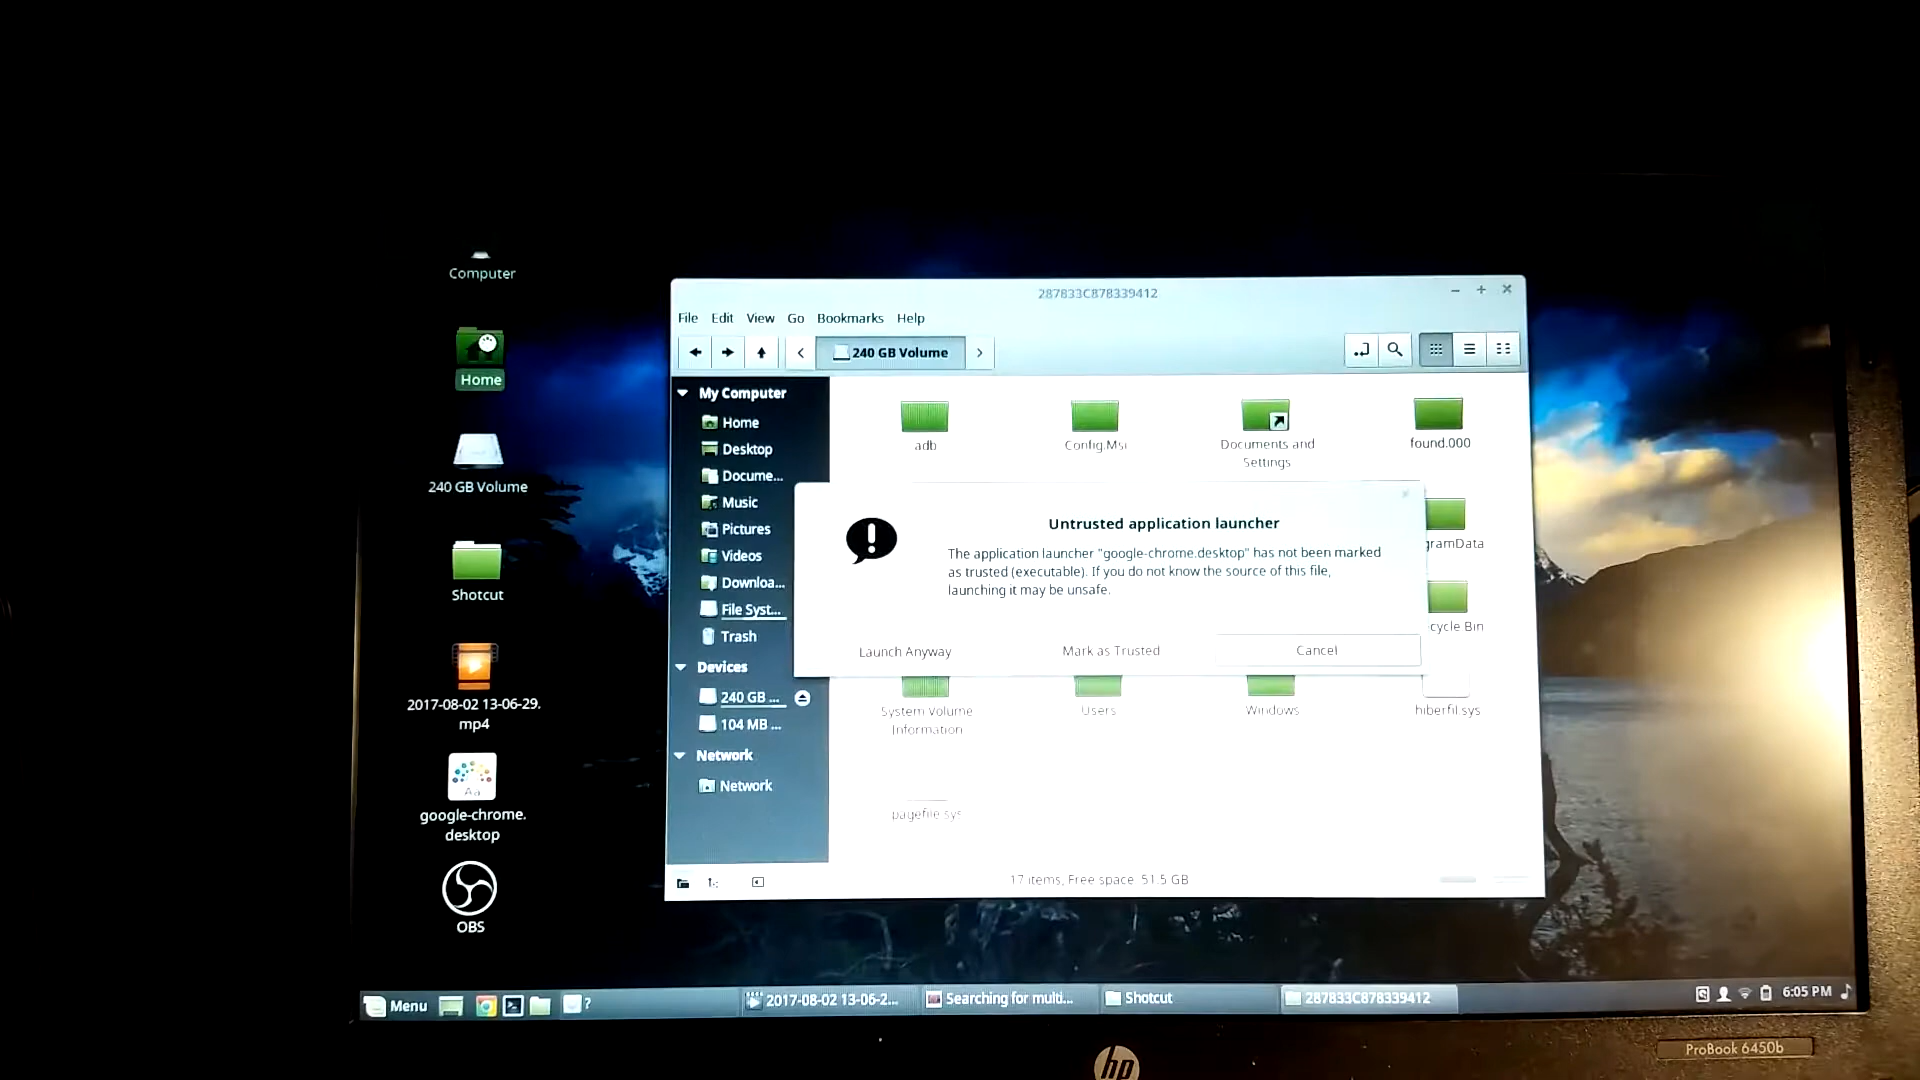 Computer
Home
240 GB Volume
Shotcut
2017-08-02 13-06-29.
mp4
google-chrome.
desktop
OBS
287833C878339412
File Edit View Go Bookmarks Help
240 GB Volume
My Computer
Home
Desktop
Docume...
Music
Pictures
Videos
Downloa...
File Syst...
Trash
Devices
240 GB ...
104 MB ...
Network
Network
adb
Config.Msi
Documents and
Settings
found.000
gramData
cycle Bin
Untrusted application launcher
The application launcher "google-chrome.desktop" has not been marked
as trusted (executable). If you do not know the source of this file,
launching it may be unsafe.
Launch Anyway
Mark as Trusted
Cancel
System Volume
Information
Users
Windows
hiberfil.sys
pagefile.sys
17 items, Free space: 51.5 GB
Menu
?
2017-08-02 13-06-2...
Searching for multi...
Shotcut
287833C878339412
6:05 PM
hp
ProBook 6450b